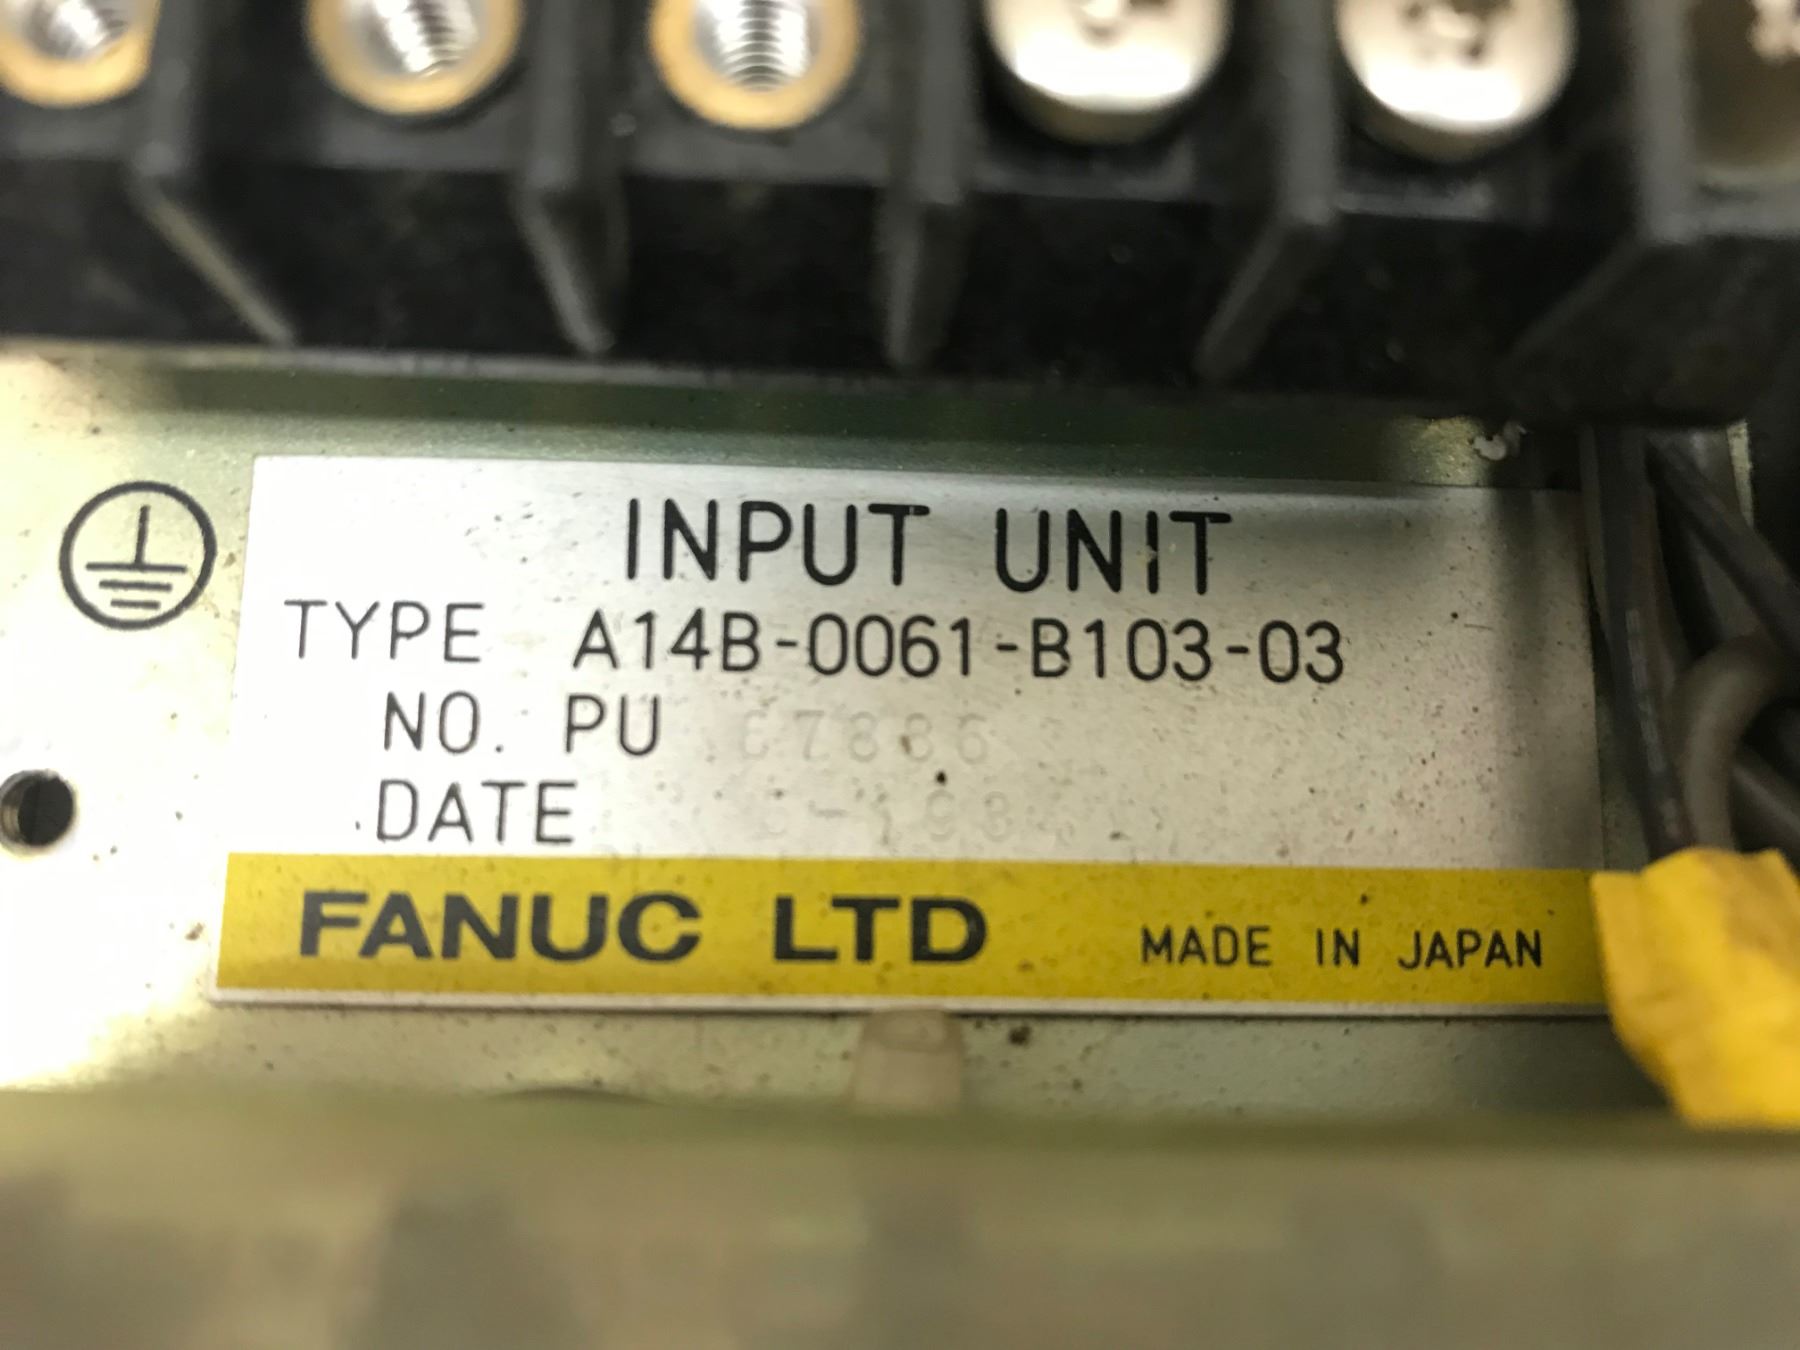 INPUT UNIT
TYPE A14B-0061-B103-03
NO. PU
DATE
FANUC LTD MADE IN JAPAN